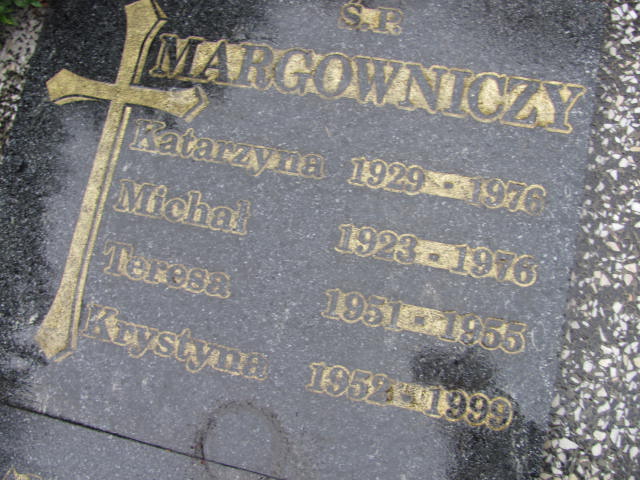 Ś.P.
MARGOWNICZY
Katarzyna 1929 - 1976
Michał 1923 - 1976
Teresa 1951 - 1955
Krystyna 1952 - 1999